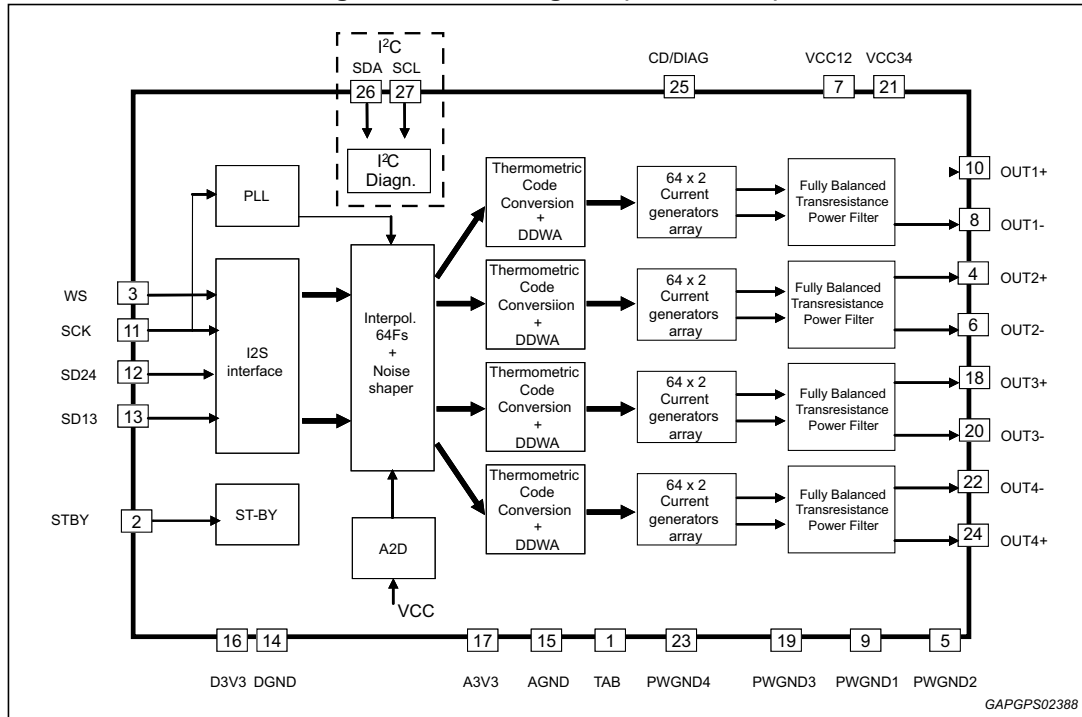 I²C
SDA SCL
26 27
CD/DIAG
25
VCC12 VCC34
7 21
I²C
Diagn.
PLL
Thermometric
Code
Conversion
+
DDWA
64 x 2
Current
generators
array
Fully Balanced
Transresistance
Power Filter
10 OUT1+
8 OUT1-
WS 3
SCK 11
SD24 12
SD13 13
I2S
interface
Interpol.
64Fs
+
Noise
shaper
Thermometric
Code
Conversiion
+
DDWA
64 x 2
Current
generators
array
Fully Balanced
Transresistance
Power Filter
4 OUT2+
6 OUT2-
Thermometric
Code
Conversion
+
DDWA
64 x 2
Current
generators
array
Fully Balanced
Transresistance
Power Filter
18 OUT3+
20 OUT3-
STBY 2
ST-BY
A2D
VCC
Thermometric
Code
Conversion
+
DDWA
64 x 2
Current
generators
array
Fully Balanced
Transresistance
Power Filter
22 OUT4-
24 OUT4+
16 14 17 15 1 23 19 9 5
D3V3 DGND A3V3 AGND TAB PWGND4 PWGND3 PWGND1 PWGND2
GAPGPS02388